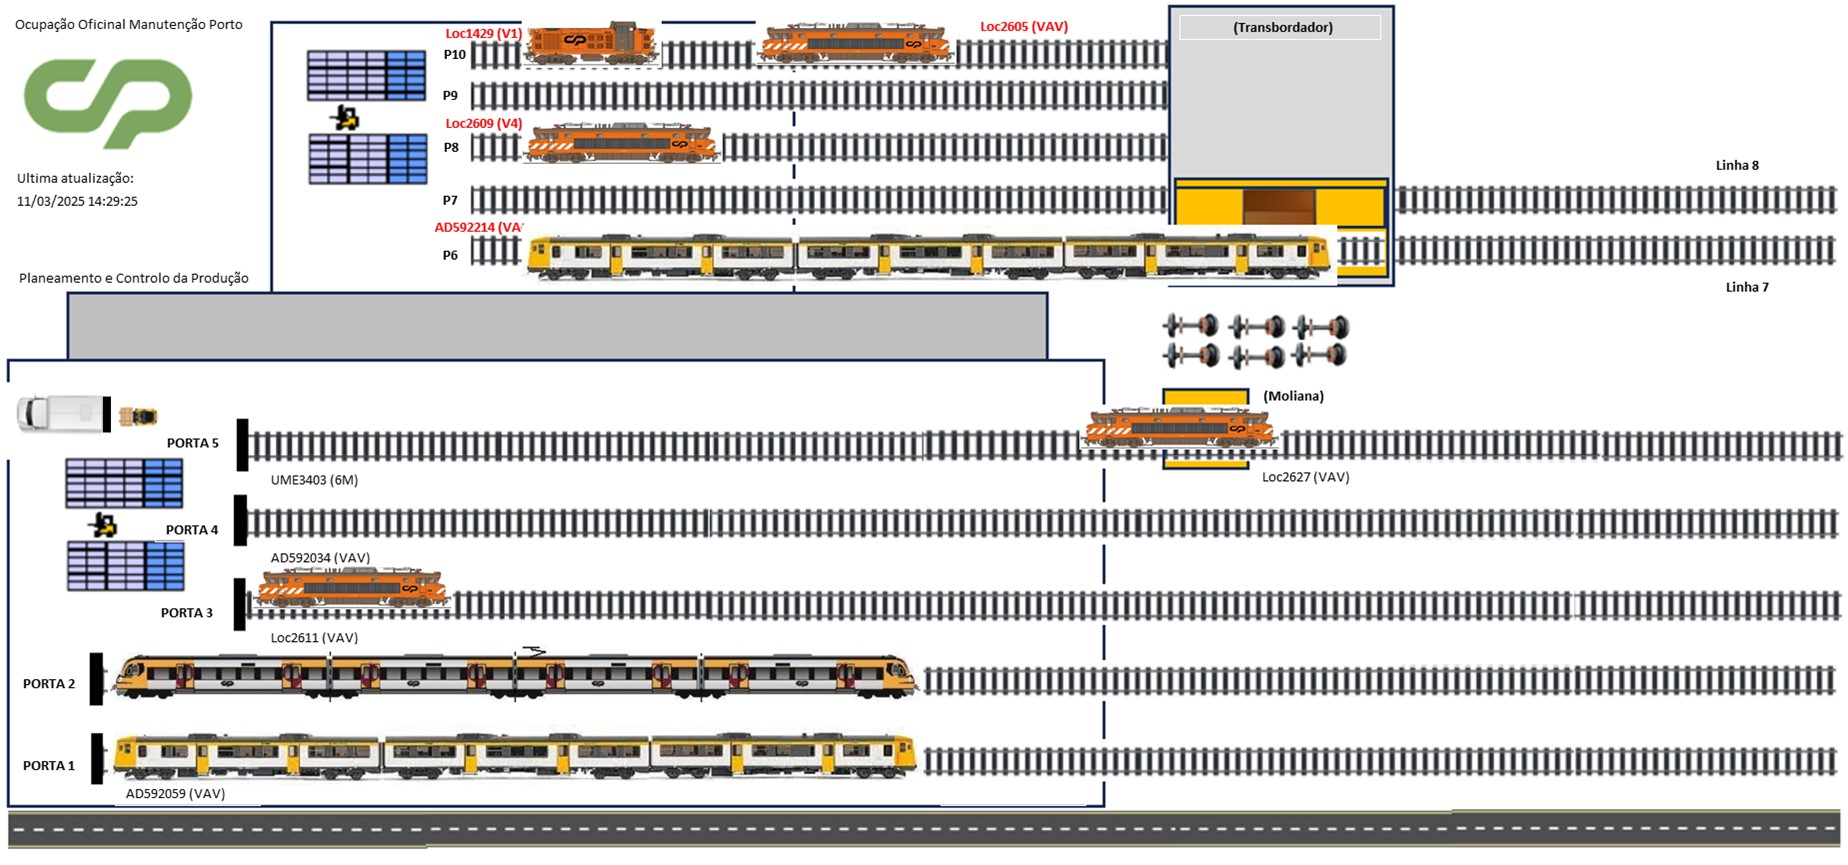 Ocupação Oficinal Manutenção Porto
Ultima atualização:
11/03/2025 14:29:25
Planeamento e Controlo da Produção
Loc1429 (V1)
Loc2605 (VAV)
P10
P9
Loc2609 (V4)
P8
P7
AD592214 (VA
P6
(Transbordador)
Linha 8
Linha 7
(Moliana)
PORTA 5
UME3403 (6M)
Loc2627 (VAV)
PORTA 4
AD592034 (VAV)
PORTA 3
Loc2611 (VAV)
PORTA 2
PORTA 1
AD592059 (VAV)